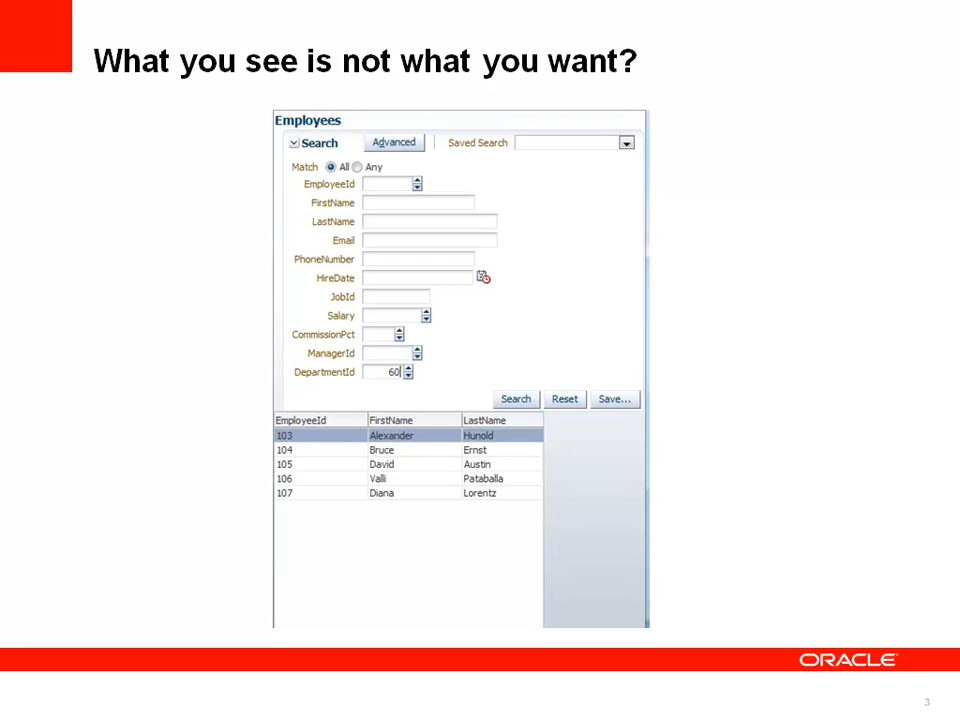 What you see is not what you want?
Employees
Search Advanced Saved Search
Match All Any
EmployeeId
FirstName
LastName
Email
PhoneNumber
HireDate
JobId
Salary
CommissionPct
ManagerId
DepartmentId 60
Search Reset Save...
EmployeeId FirstName LastName
103 Alexander Hunold
104 Bruce Ernst
105 David Austin
106 Valli Pataballa
107 Diana Lorentz
ORACLE
3